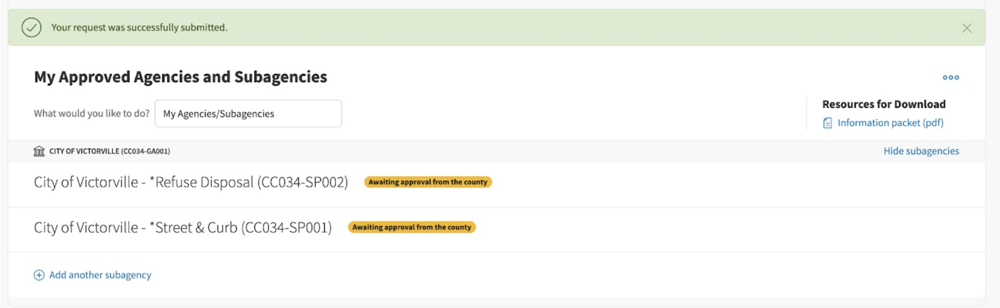 Your request was successfully submitted.
My Approved Agencies and Subagencies
What would you like to do? My Agencies/Subagencies
Resources for Download
Information packet (pdf)
CITY OF VICTORVILLE (CC034-GA001) Hide subagencies
City of Victorville - *Refuse Disposal (CC034-SP002) Awaiting approval from the county
City of Victorville - *Street & Curb (CC034-SP001) Awaiting approval from the county
Add another subagency